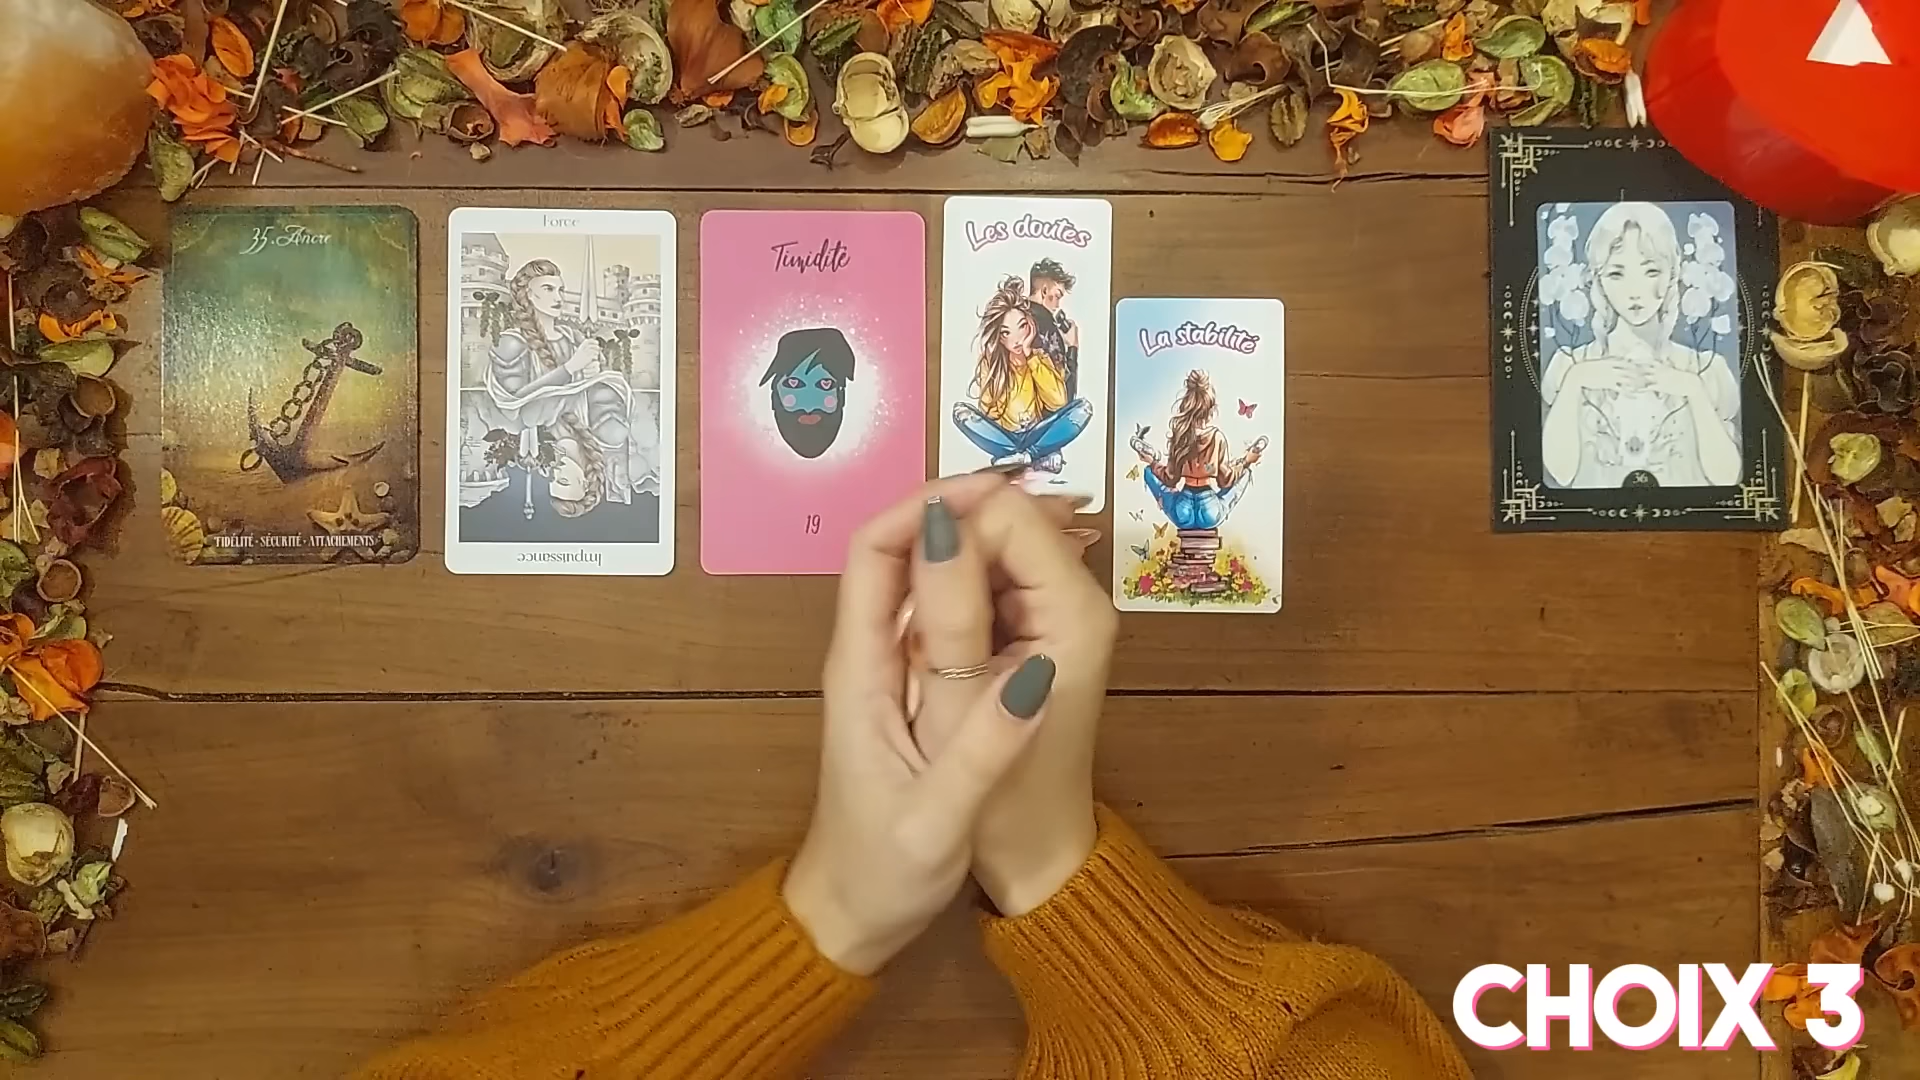 35. Ancre
FIDÉLITÉ - SÉCURITÉ - ATTACHEMENTS
Force
Impuissance
Timidité
19
Les doutes
La stabilité
36
CHOIX 3